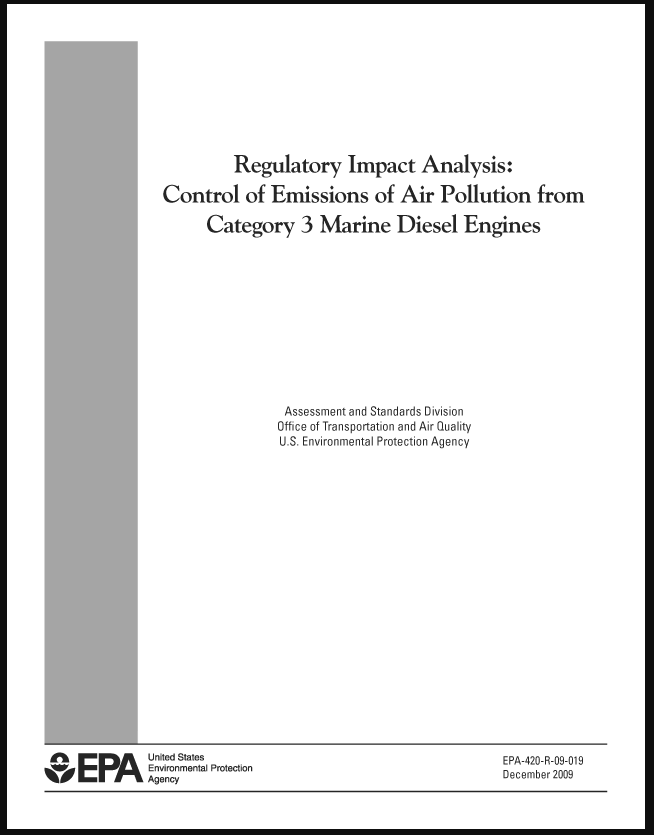 Regulatory Impact Analysis:
Control of Emissions of Air Pollution from
Category 3 Marine Diesel Engines
Assessment and Standards Division
Office of Transportation and Air Quality
U.S. Environmental Protection Agency
EPA
United States
Environmental Protection
Agency
EPA-420-R-09-019
December 2009